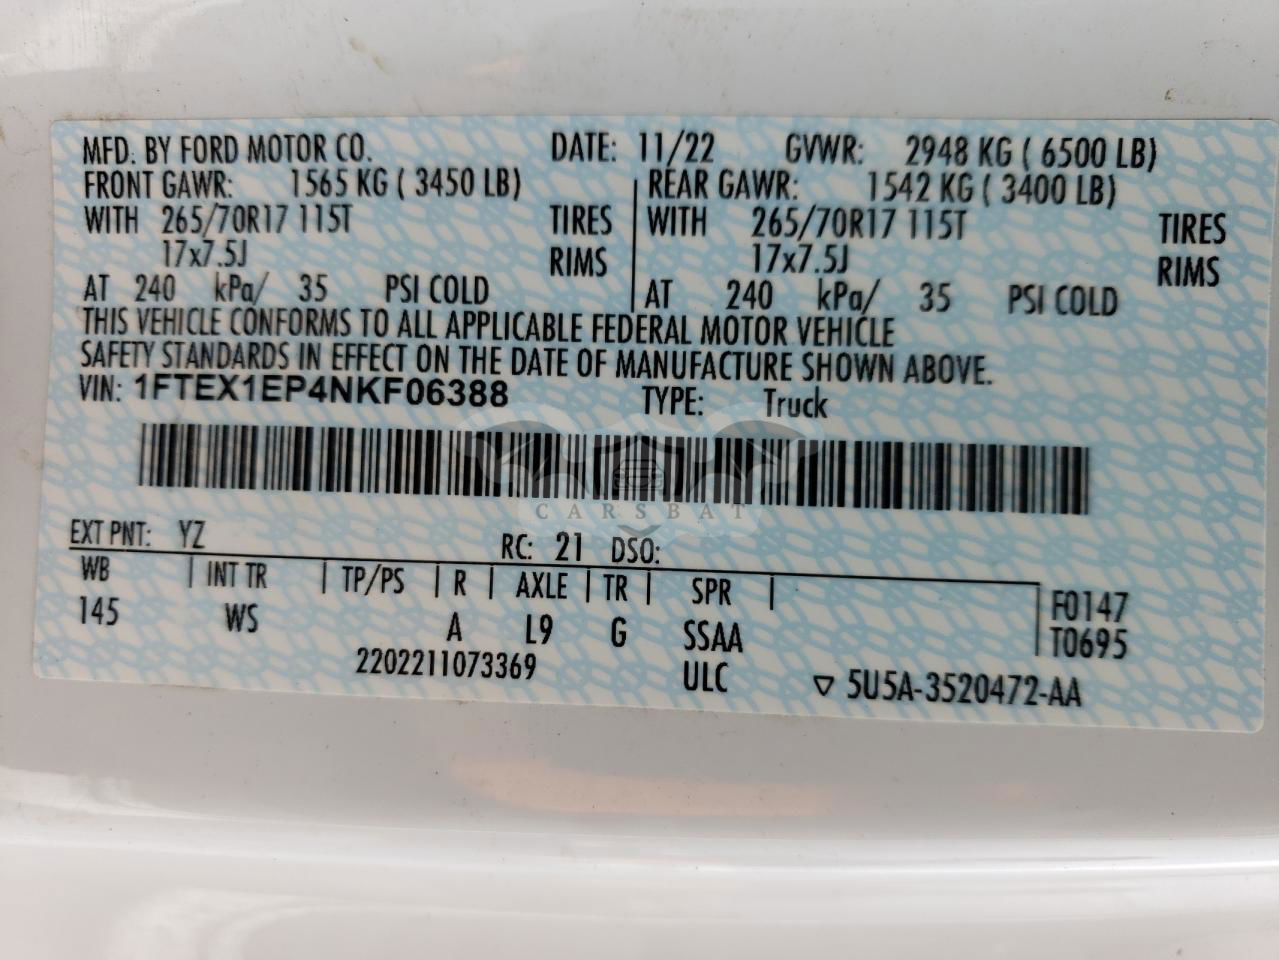 MFD. BY FORD MOTOR CO. DATE: 11/22 GVWR: 2948 KG ( 6500 LB)
FRONT GAWR: 1565 KG ( 3450 LB) REAR GAWR: 1542 KG ( 3400 LB)
WITH 265/70R17 115T TIRES WITH 265/70R17 115T TIRES
17x7.5J RIMS 17x7.5J RIMS
AT 240 kPa/ 35 PSI COLD AT 240 kPa/ 35 PSI COLD
THIS VEHICLE CONFORMS TO ALL APPLICABLE FEDERAL MOTOR VEHICLE
SAFETY STANDARDS IN EFFECT ON THE DATE OF MANUFACTURE SHOWN ABOVE.
VIN: 1FTEX1EP4NKF06388 TYPE: Truck
CARSBAT
EXT PNT: YZ RC: 21 DSO:
WB INT TR TP/PS R AXLE TR SPR F0147
145 WS A L9 G SSAA T0695
2202211073369 ULC ▽ 5U5A-3520472-AA